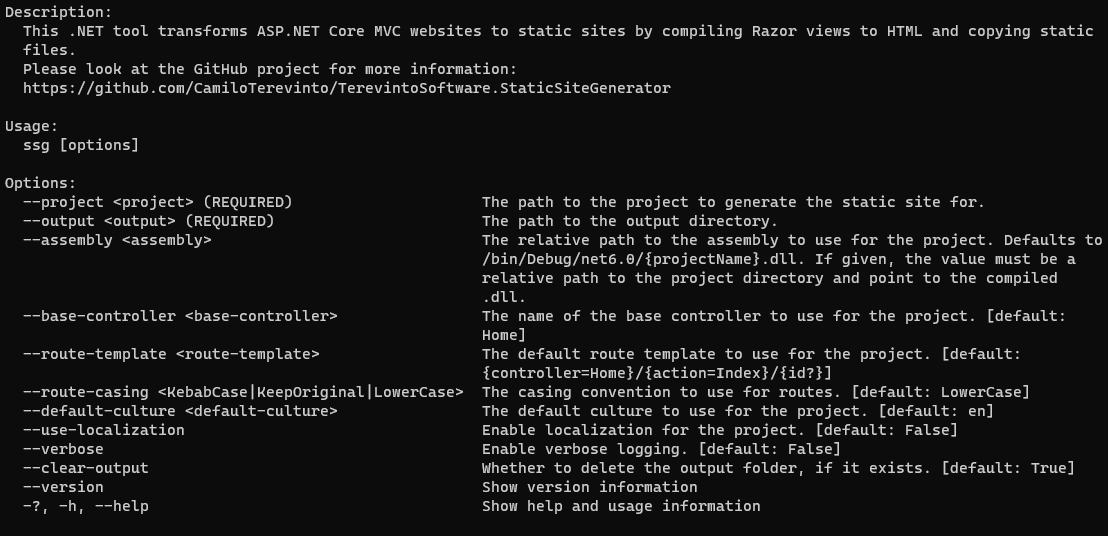 Description:
  This .NET tool transforms ASP.NET Core MVC websites to static sites by compiling Razor views to HTML and copying static
  files.
  Please look at the GitHub project for more information:
  https://github.com/CamiloTerevinto/TerevintoSoftware.StaticSiteGenerator

Usage:
  ssg [options]

Options:
  --project <project> (REQUIRED)                     The path to the project to generate the static site for.
  --output <output> (REQUIRED)                       The path to the output directory.
  --assembly <assembly>                              The relative path to the assembly to use for the project. Defaults to
                                                     /bin/Debug/net6.0/{projectName}.dll. If given, the value must be a
                                                     relative path to the project directory and point to the compiled
                                                     .dll.
  --base-controller <base-controller>                The name of the base controller to use for the project. [default:
                                                     Home]
  --route-template <route-template>                  The default route template to use for the project. [default:
                                                     {controller=Home}/{action=Index}/{id?}]
  --route-casing <KebabCase|KeepOriginal|LowerCase>  The casing convention to use for routes. [default: LowerCase]
  --default-culture <default-culture>                The default culture to use for the project. [default: en]
  --use-localization                                 Enable localization for the project. [default: False]
  --verbose                                          Enable verbose logging. [default: False]
  --clear-output                                     Whether to delete the output folder, if it exists. [default: True]
  --version                                          Show version information
  -?, -h, --help                                     Show help and usage information